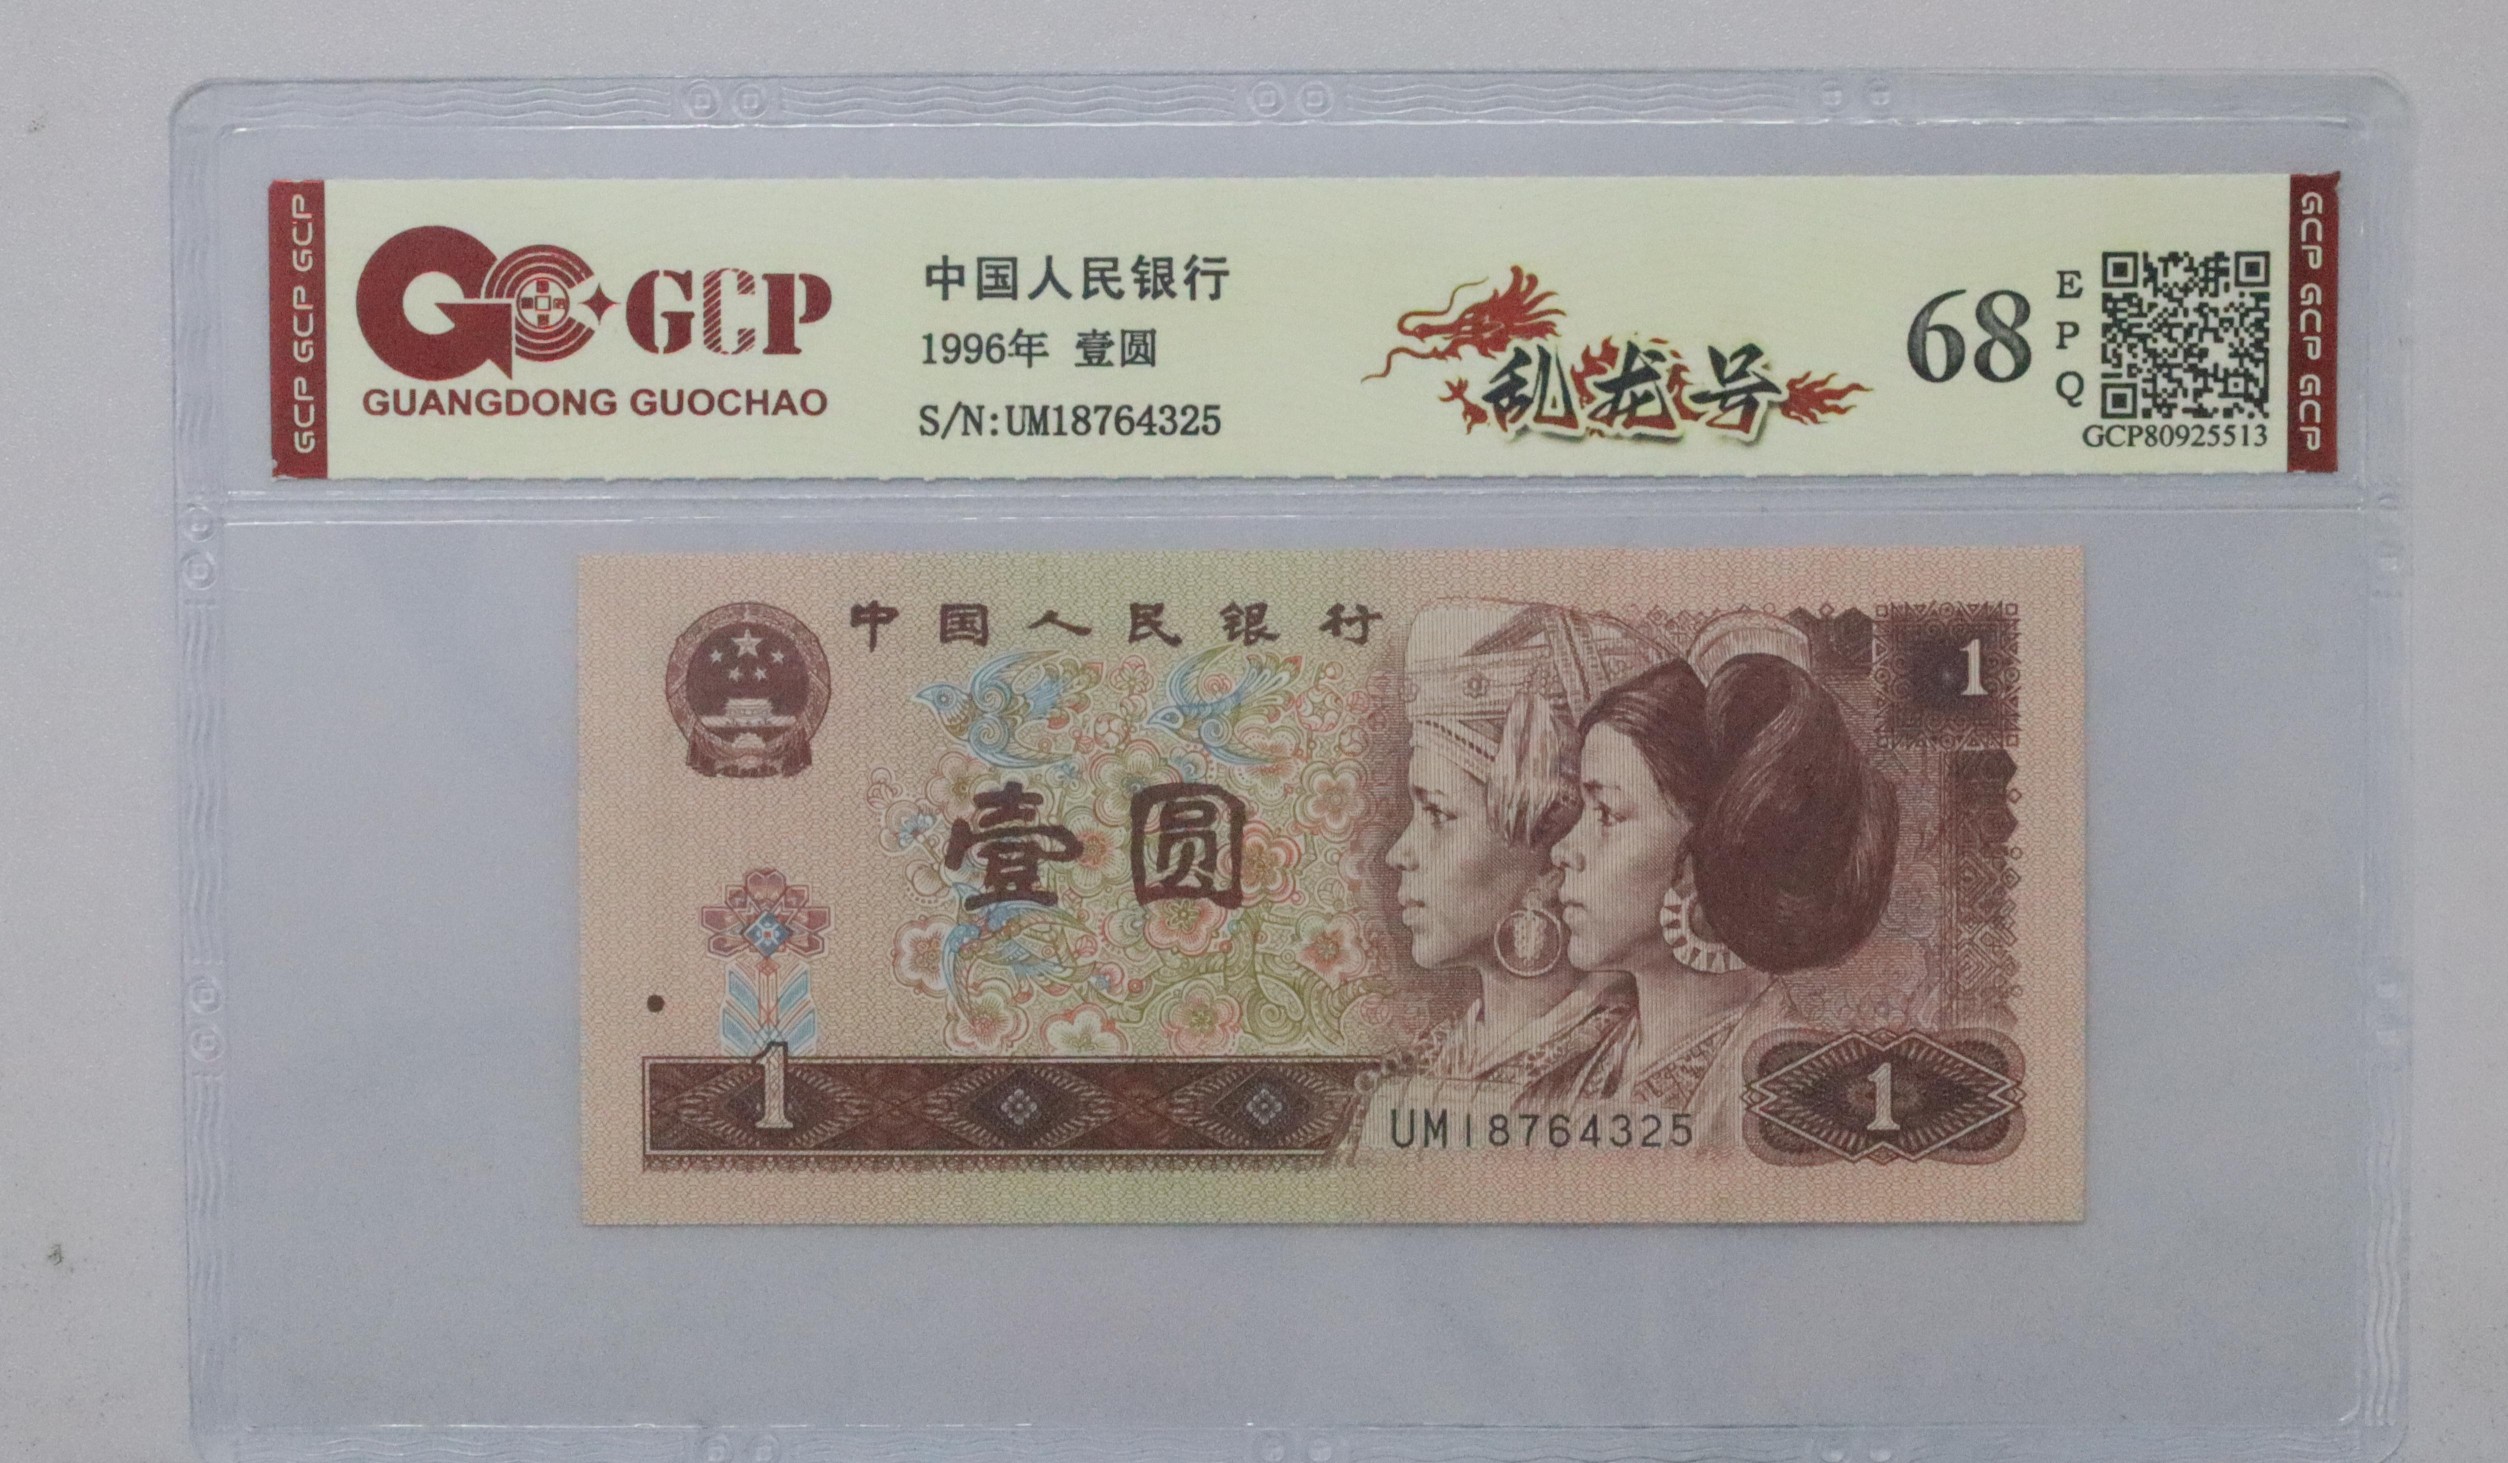 GCP GCP GCP
GCP
GUANGDONG GUOCHAO
中国人民银行
1996年 壹圆
S/N:UM18764325
乱龙号
68
E
P
Q
GCP80925513
GCP GCP GCP
中国人民银行
1
壹圆
1
UM18764325
1